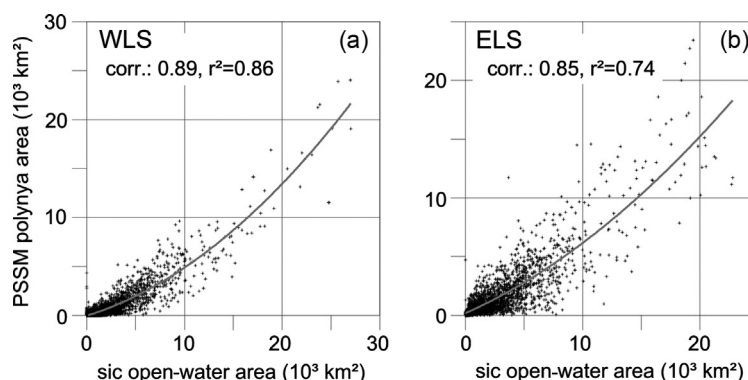 WLS (a)
corr.: 0.89, r²=0.86
PSSM polynya area (10³ km²)
30
20
10
0
0 10 20 30
sic open-water area (10³ km²)
ELS (b)
corr.: 0.85, r²=0.74
20
10
0
0 10 20
sic open-water area (10³ km²)